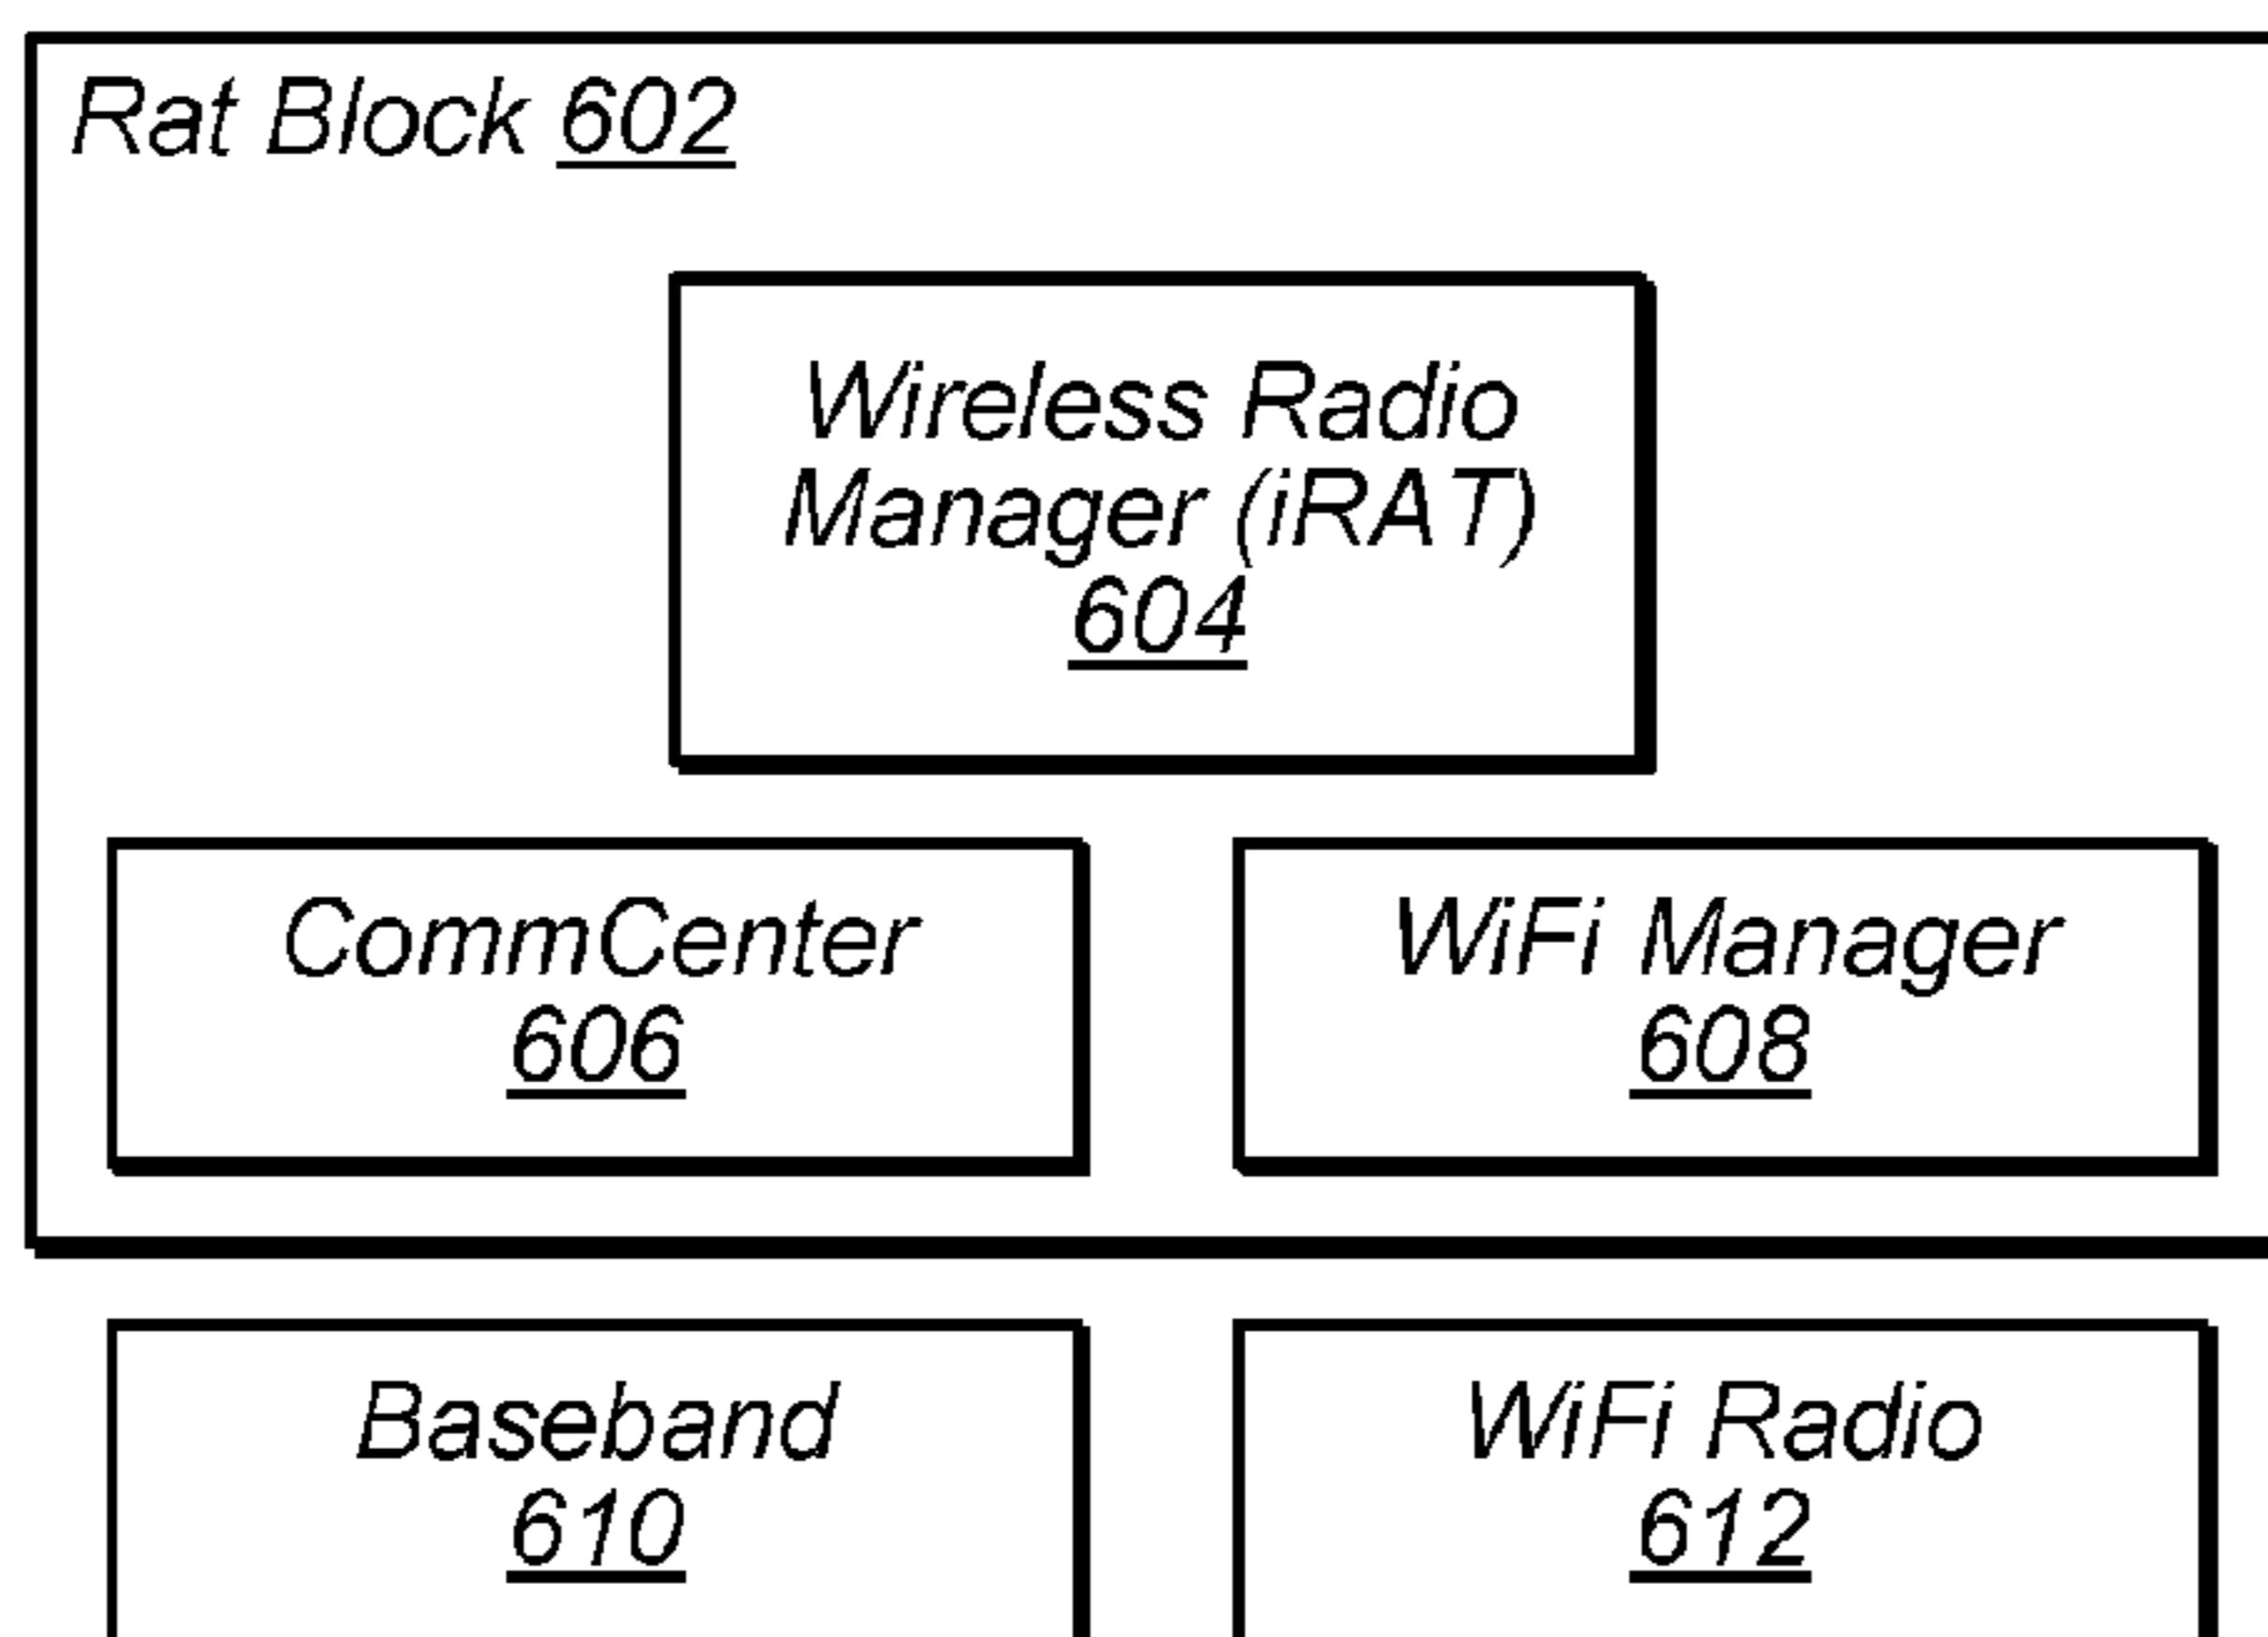 Rat Block 602
Wireless Radio
Manager (iRAT)
604
CommCenter
606
WiFi Manager
608
Baseband
610
WiFi Radio
612